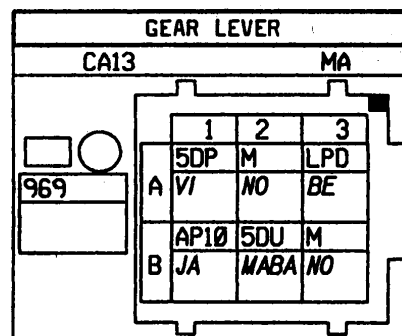 GEAR LEVER
CA13 MA
1 2 3
5DP M LPD
969 A VI NO BE
AP10 5DU M
B JA MABA NO